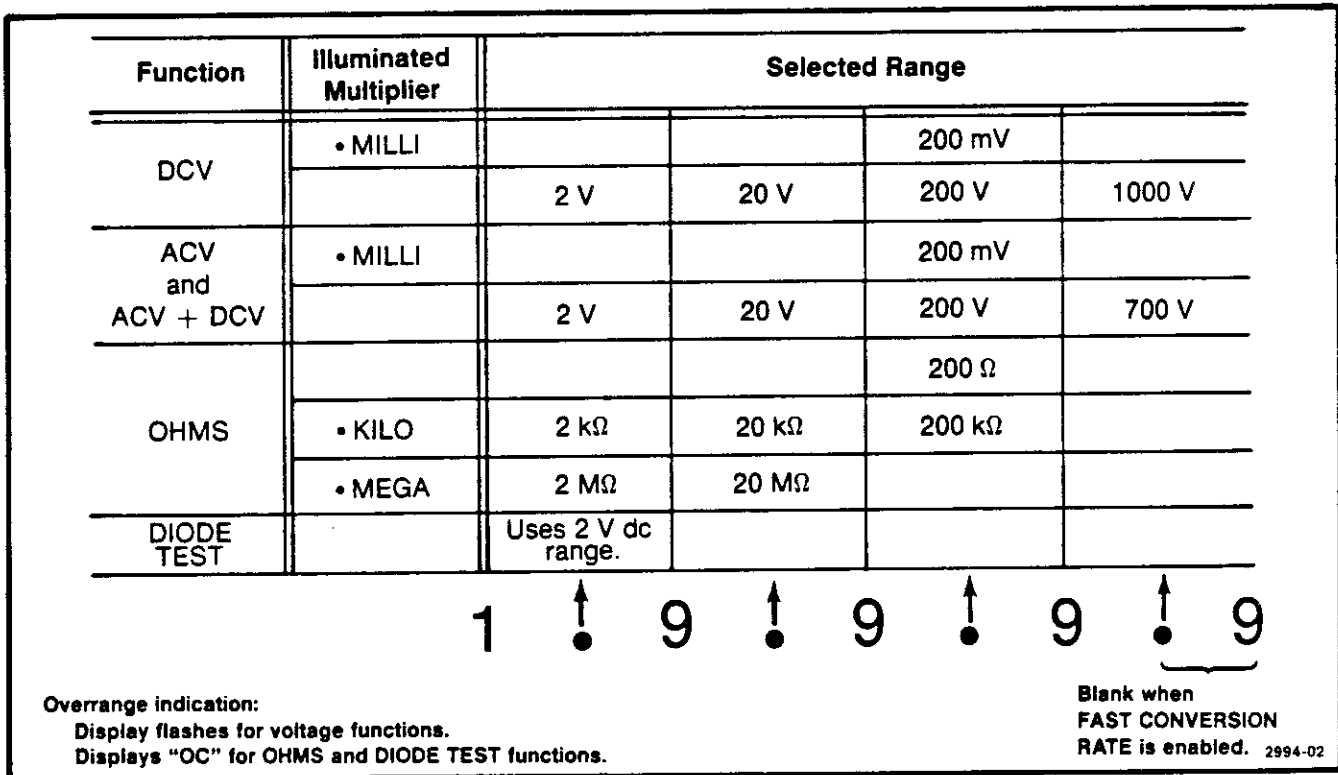 Function Illuminated Multiplier Selected Range
DCV • MILLI 200 mV
2 V 20 V 200 V 1000 V
ACV and ACV + DCV • MILLI 200 mV
2 V 20 V 200 V 700 V
OHMS 200 Ω
• KILO 2 kΩ 20 kΩ 200 kΩ
• MEGA 2 MΩ 20 MΩ
DIODE TEST Uses 2 V dc range.
1 . 9 . 9 . 9 . 9
Overrange indication:
Display flashes for voltage functions.
Displays "OC" for OHMS and DIODE TEST functions.
Blank when
FAST CONVERSION
RATE is enabled. 2994-02